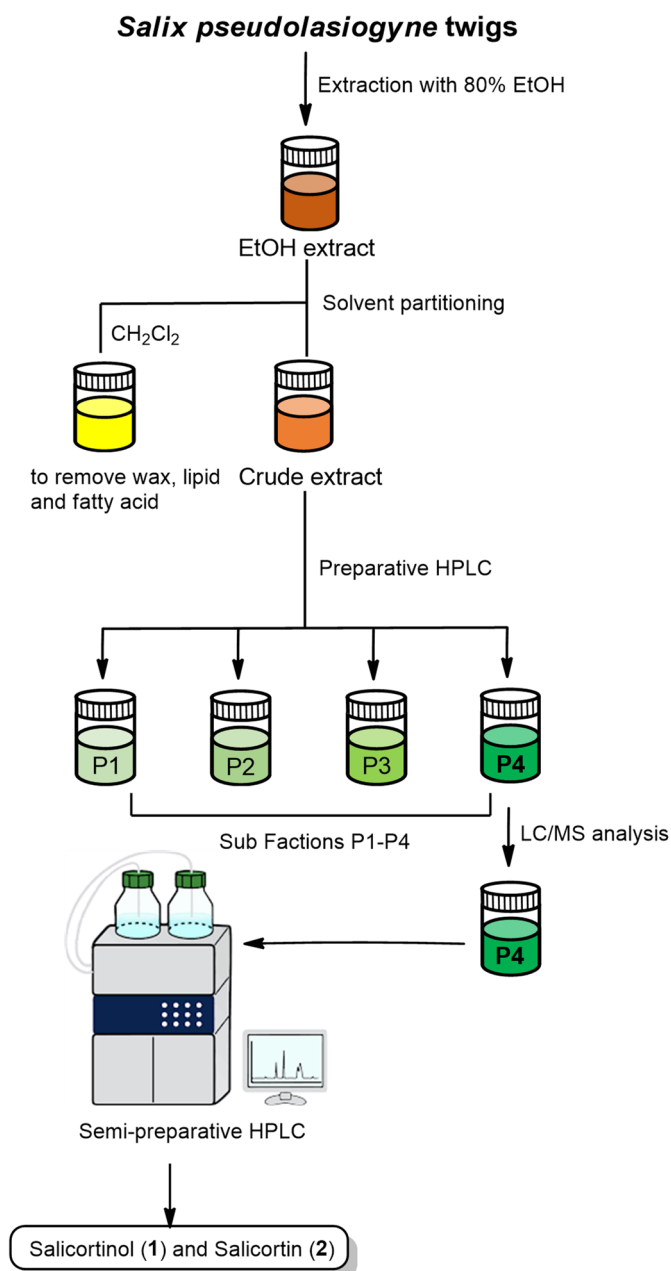 Salix pseudolasiogyne twigs
Extraction with 80% EtOH
EtOH extract
Solvent partitioning
CH₂Cl₂
to remove wax, lipid
and fatty acid
Crude extract
Preparative HPLC
P1
P2
P3
P4
Sub Factions P1-P4
LC/MS analysis
P4
Semi-preparative HPLC
Salicortinol (1) and Salicortin (2)